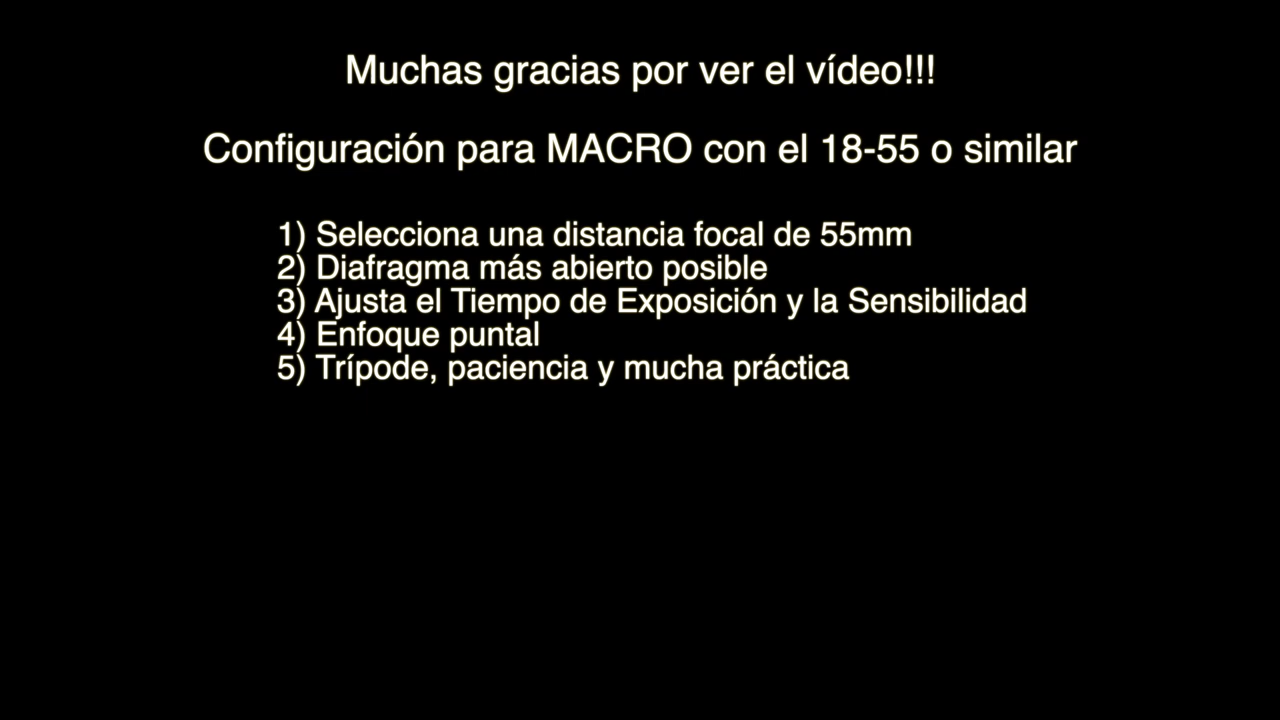 Muchas gracias por ver el vídeo!!!
Configuración para MACRO con el 18-55 o similar
1) Selecciona una distancia focal de 55mm
2) Diafragma más abierto posible
3) Ajusta el Tiempo de Exposición y la Sensibilidad
4) Enfoque puntal
5) Trípode, paciencia y mucha práctica